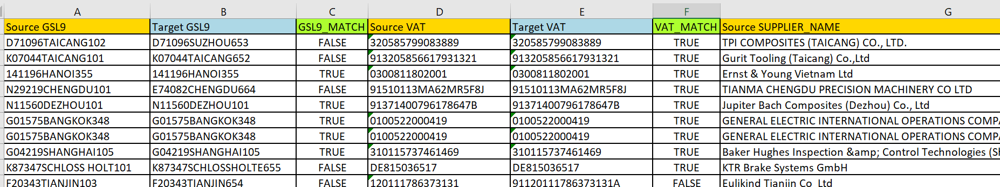 A B C D E F G
Source GSL9 Target GSL9 GSL9_MATCH Source VAT Target VAT VAT_MATCH Source SUPPLIER_NAME
D71096TAICANG102 D71096SUZHOU653 FALSE 320585799083889 320585799083889 TRUE TPI COMPOSITES (TAICANG) CO., LTD.
K07044TAICANG101 K07044TAICANG652 FALSE 913205856617931321 913205856617931321 TRUE Gurit Tooling (Taicang) Co.,Ltd
141196HANOI355 141196HANOI355 TRUE 0300811802001 0300811802001 TRUE Ernst & Young Vietnam Ltd
N29219CHENGDU101 E74082CHENGDU664 FALSE 91510113MA62MR5F8J 91510113MA62MR5F8J TRUE TIANMA CHENGDU PRECISION MACHINERY CO LTD
N11560DEZHOU101 N11560DEZHOU101 TRUE 91371400796178647B 91371400796178647B TRUE Jupiter Bach Composites (Dezhou) Co., Ltd
G01575BANGKOK348 G01575BANGKOK348 TRUE 0100522000419 0100522000419 TRUE GENERAL ELECTRIC INTERNATIONAL OPERATIONS COMPA
G01575BANGKOK348 G01575BANGKOK348 TRUE 0100522000419 0100522000419 TRUE GENERAL ELECTRIC INTERNATIONAL OPERATIONS COMPA
G04219SHANGHAI105 G04219SHANGHAI105 TRUE 310115737461469 310115737461469 TRUE Baker Hughes Inspection &amp; Control Technologies (Sh
K87347SCHLOSS HOLT101 K87347SCHLOSSHOLTE655 FALSE DE815036517 DE815036517 TRUE KTR Brake Systems GmbH
F20343TIANJIN103 F20343TIANJIN654 FALSE 120111786373131 91120111786373131A FALSE Eulikind Tianjin Co Ltd